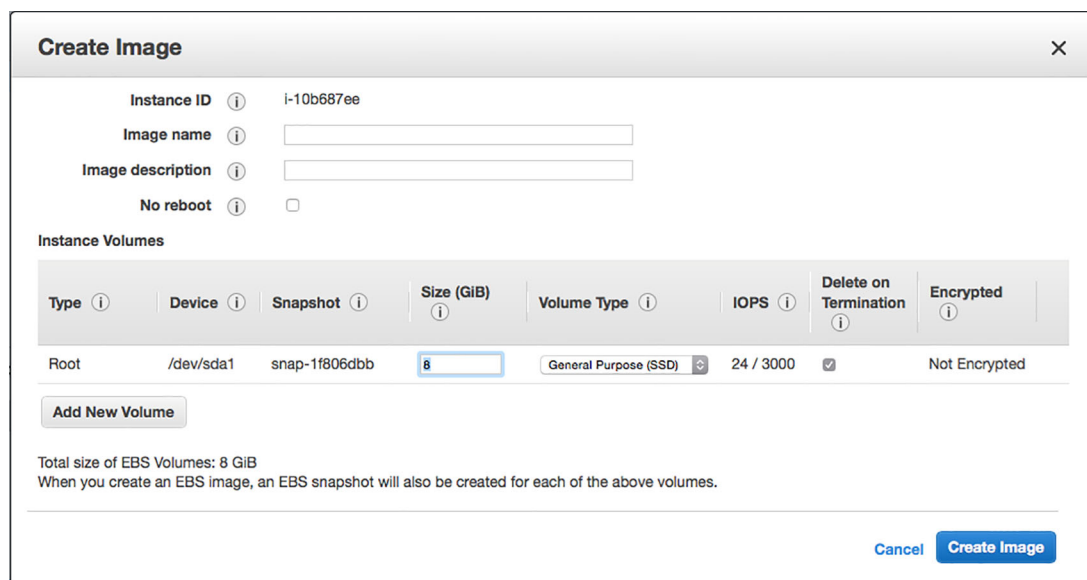 Create Image
Instance ID i-10b687ee
Image name
Image description
No reboot
Instance Volumes
Type Device Snapshot Size (GiB) Volume Type IOPS Delete on Termination Encrypted
Root /dev/sda1 snap-1f806dbb 8 General Purpose (SSD) 24 / 3000 Not Encrypted
Add New Volume
Total size of EBS Volumes: 8 GiB
When you create an EBS image, an EBS snapshot will also be created for each of the above volumes.
Cancel Create Image